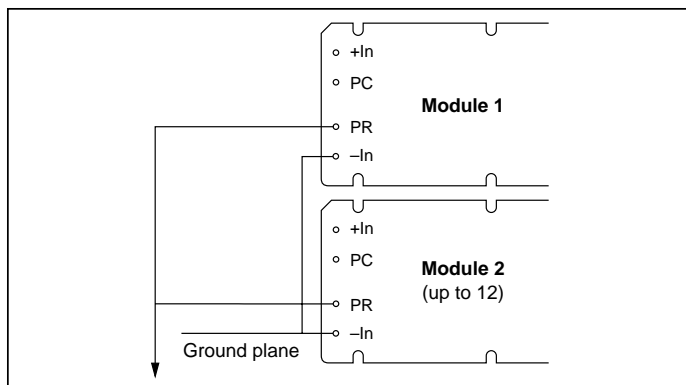 +In
PC
Module 1
PR
–In
+In
PC
Module 2
(up to 12)
PR
–In
Ground plane